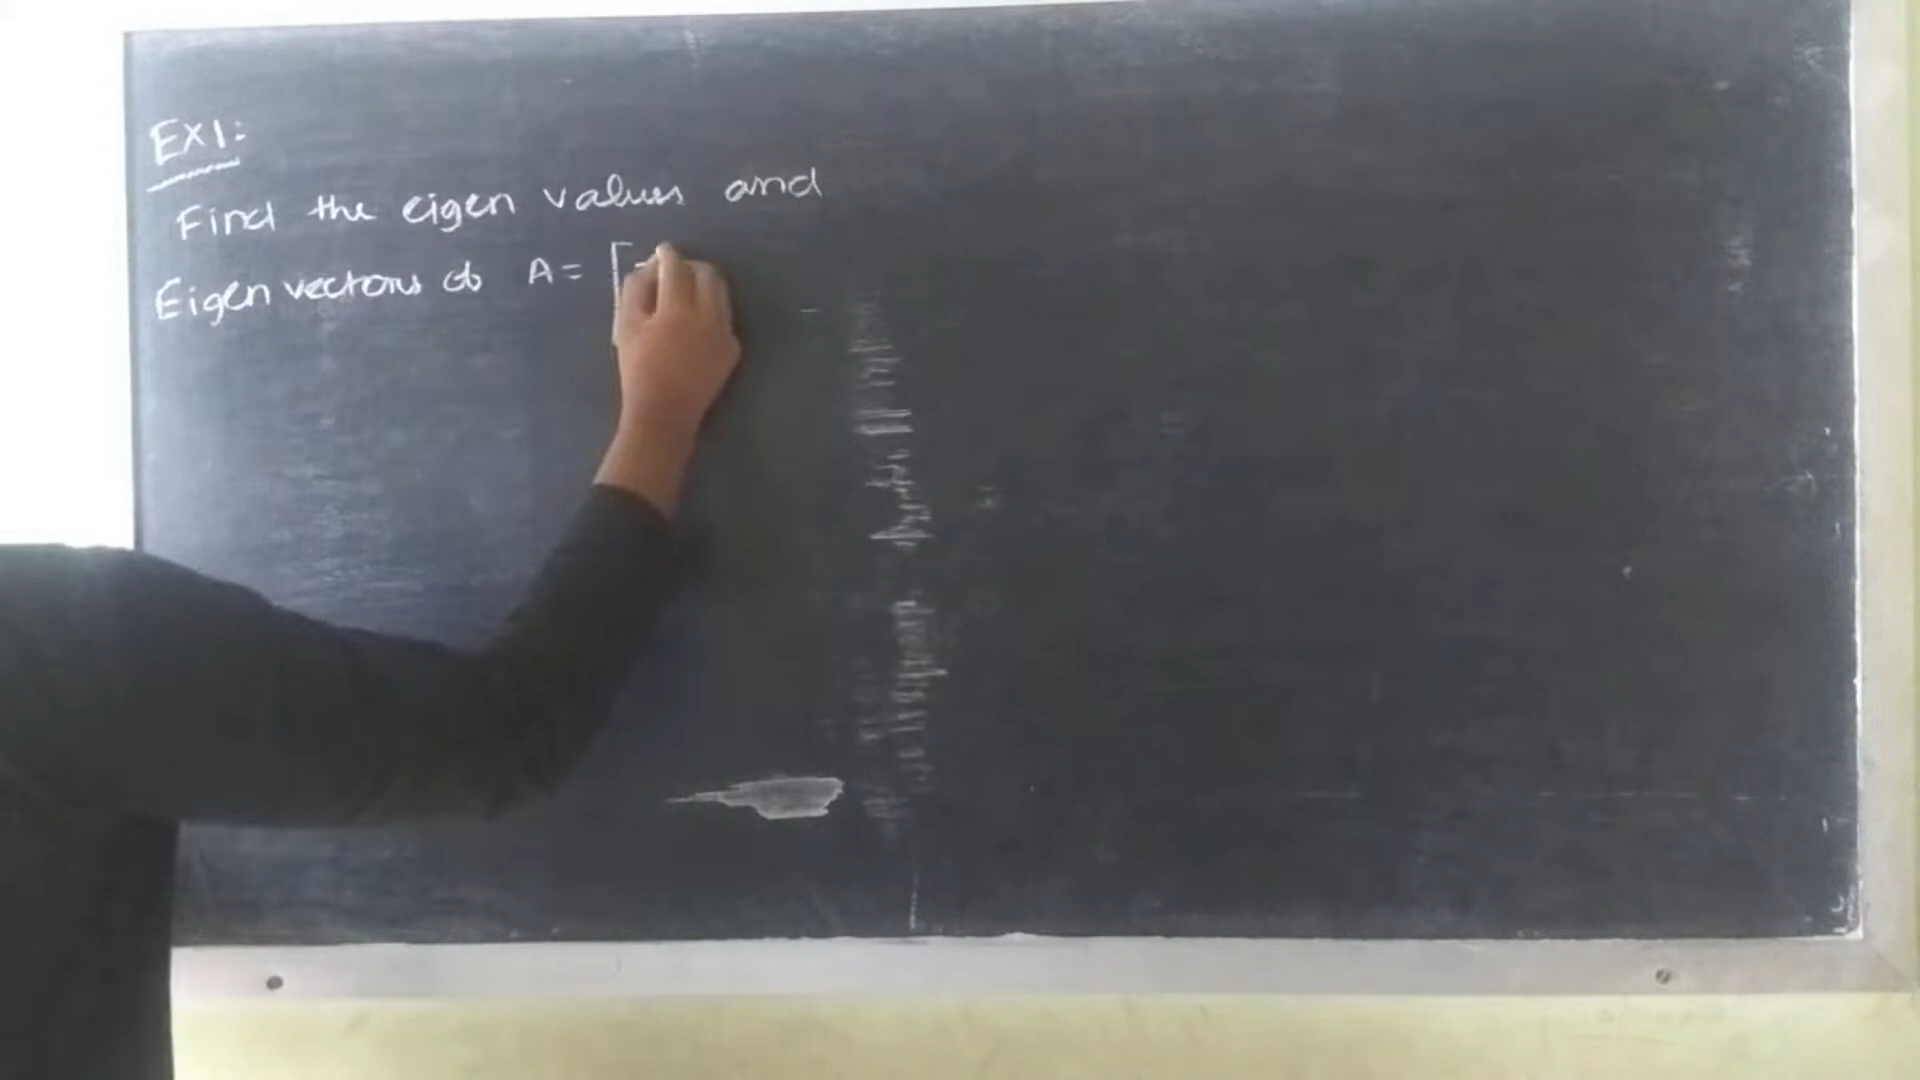 EX1:
Find the eigen values and
Eigen vectors of A = [